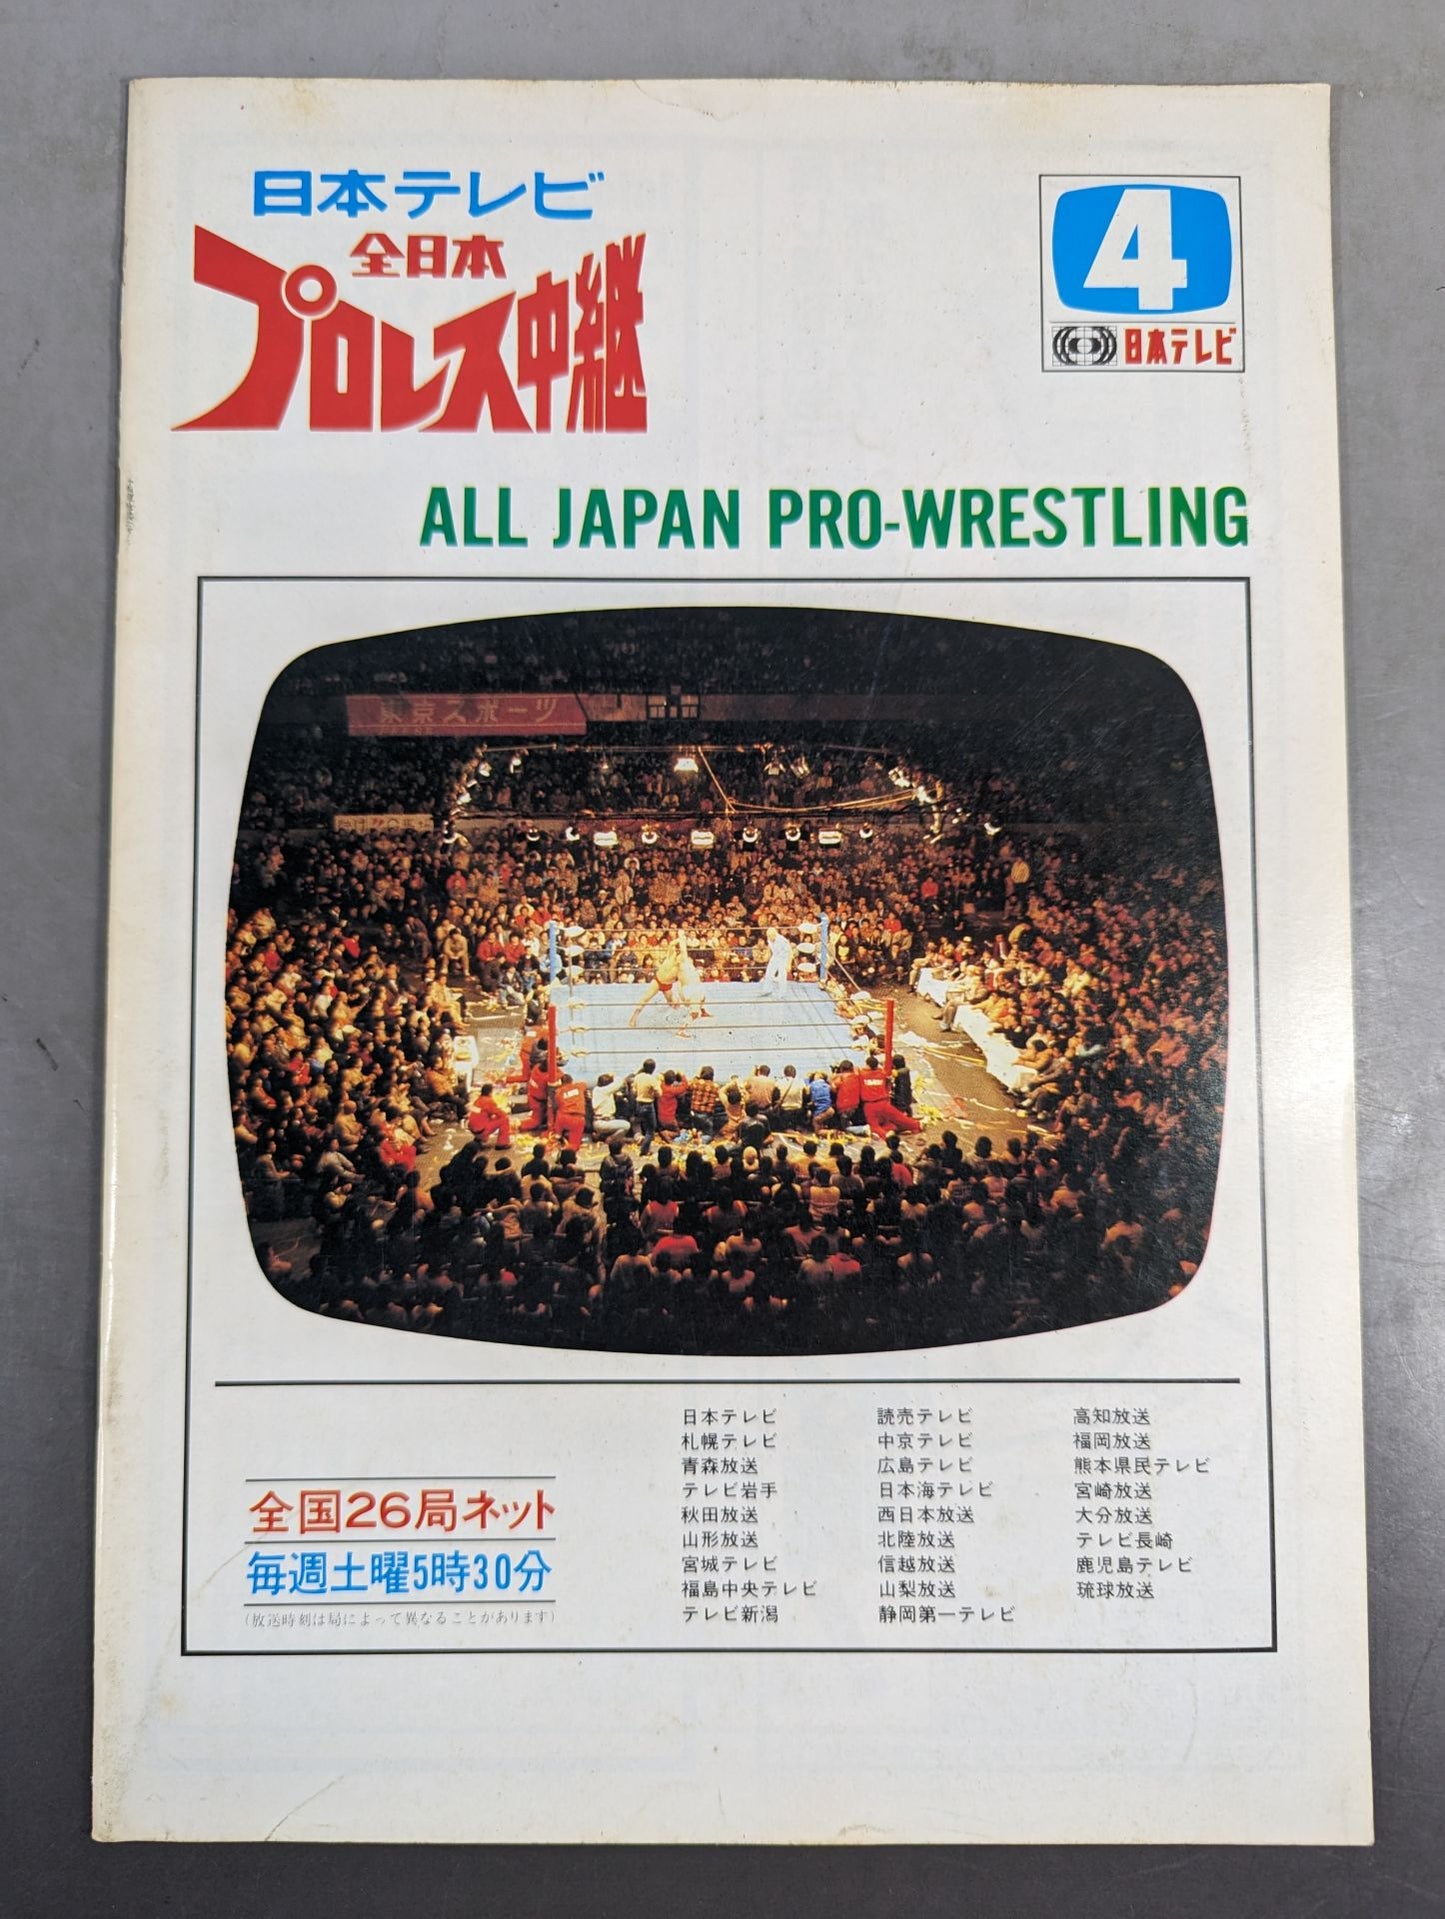 日本テレビ
全日本
プロレス中継
4
日本テレビ
ALL JAPAN PRO-WRESTLING
東京スポーツ
全国26局ネット
毎週土曜5時30分
(放送時刻は局によって異なることがあります)
日本テレビ
札幌テレビ
青森放送
テレビ岩手
秋田放送
山形放送
宮城テレビ
福島中央テレビ
テレビ新潟
読売テレビ
中京テレビ
広島テレビ
日本海テレビ
西日本放送
北陸放送
信越放送
山梨放送
静岡第一テレビ
高知放送
福岡放送
熊本県民テレビ
宮崎放送
大分放送
テレビ長崎
鹿児島テレビ
琉球放送